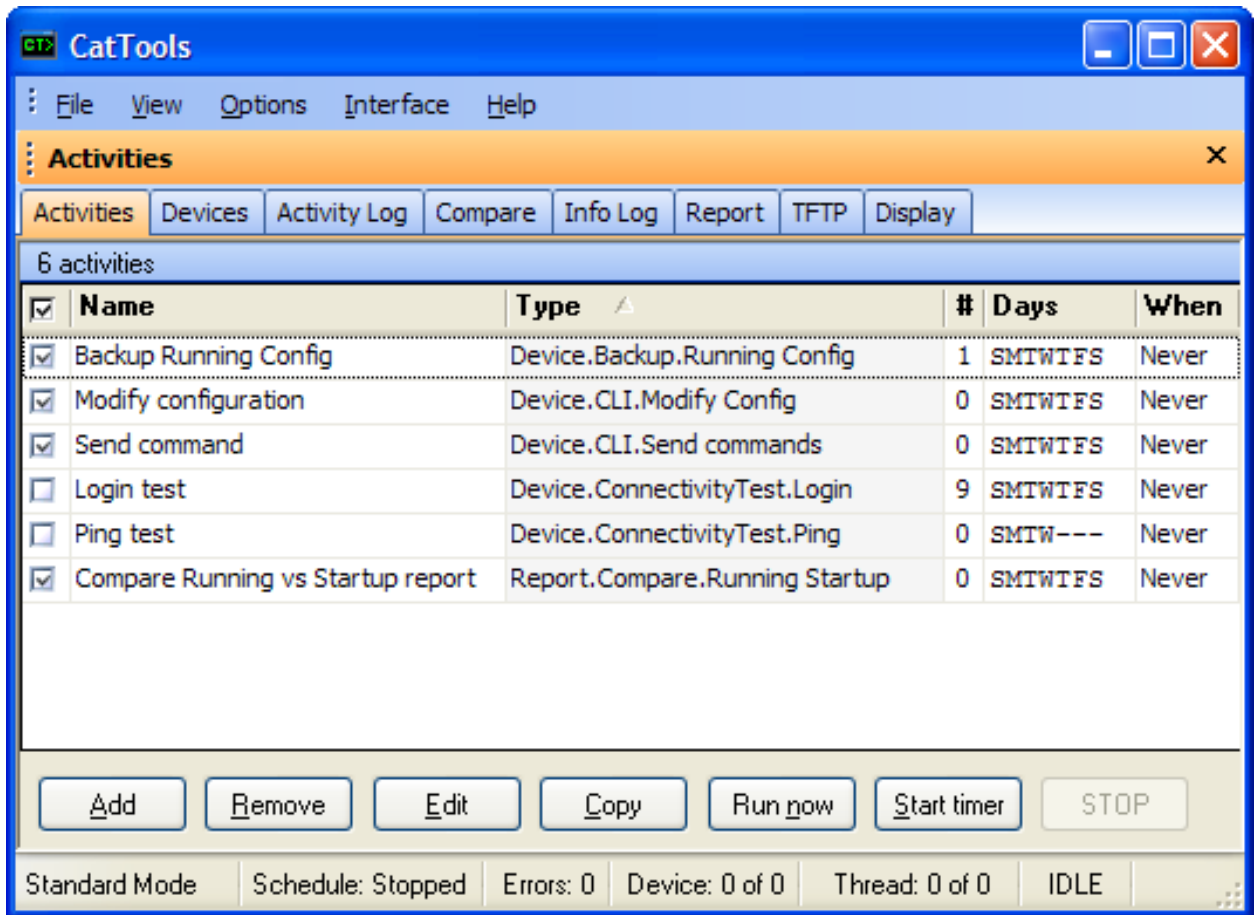 CT> CatTools
File View Options Interface Help
Activities
Activities Devices Activity Log Compare Info Log Report TFTP Display
6 activities
Name Type # Days When
Backup Running Config Device.Backup.Running Config 1 SMTWTFS Never
Modify configuration Device.CLI.Modify Config 0 SMTWTFS Never
Send command Device.CLI.Send commands 0 SMTWTFS Never
Login test Device.ConnectivityTest.Login 9 SMTWTFS Never
Ping test Device.ConnectivityTest.Ping 0 SMTW--- Never
Compare Running vs Startup report Report.Compare.Running Startup 0 SMTWTFS Never
Add Remove Edit Copy Run now Start timer STOP
Standard Mode Schedule: Stopped Errors: 0 Device: 0 of 0 Thread: 0 of 0 IDLE